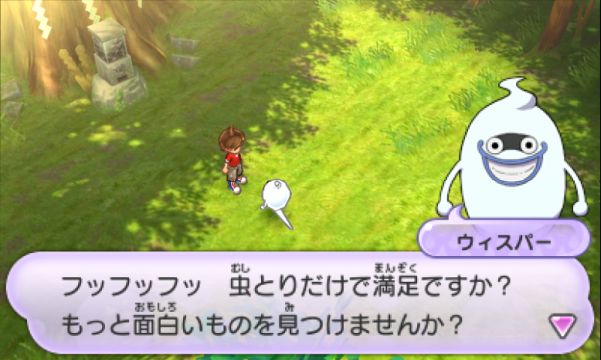 ウィスパー
フッフッフッ　虫とりだけで満足ですか？
もっと面白いものを見つけませんか？